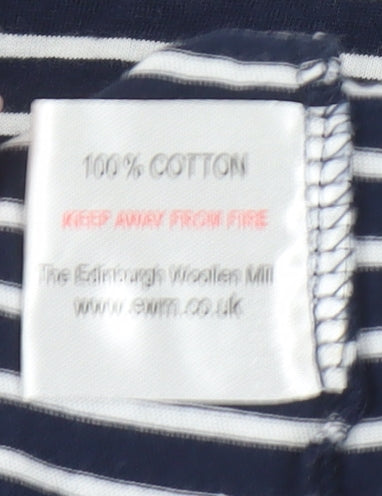 100% COTTON
KEEP AWAY FROM FIRE
The Edinburgh Woollen Mill
www.ewm.co.uk